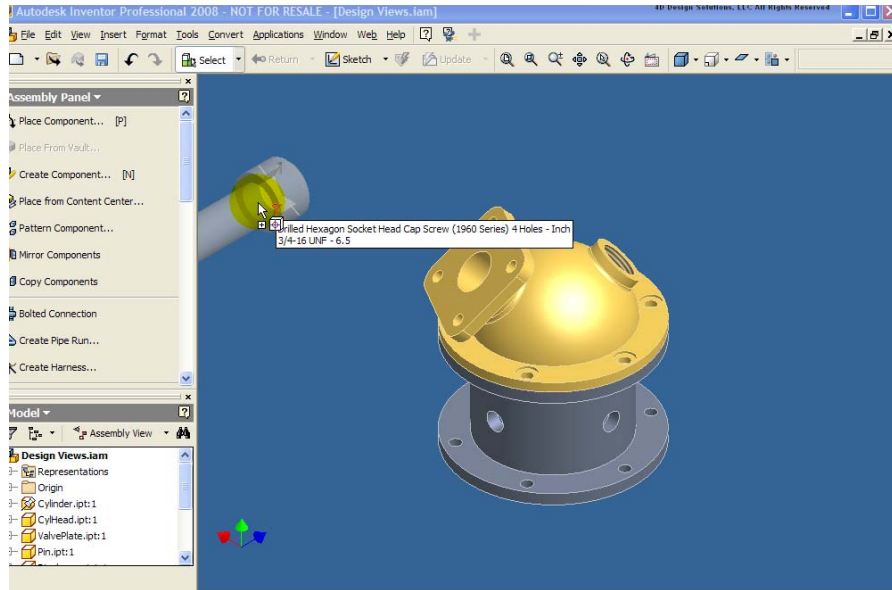 Autodesk Inventor Professional 2008 - NOT FOR RESALE - [Design Views.iam]
4D Design Solutions, LLC All Rights Reserved
File Edit View Insert Format Tools Convert Applications Window Web Help
Select Return Sketch Update
Assembly Panel
Place Component... [P]
Place From Vault...
Create Component... [N]
Place from Content Center...
Pattern Component...
Mirror Components
Copy Components
Bolted Connection
Create Pipe Run...
Create Harness...
Drilled Hexagon Socket Head Cap Screw (1960 Series) 4 Holes - Inch
3/4-16 UNF - 6.5
Model
Assembly View
Design Views.iam
Representations
Origin
Cylinder.ipt:1
CylHead.ipt:1
ValvePlate.ipt:1
Pin.ipt:1